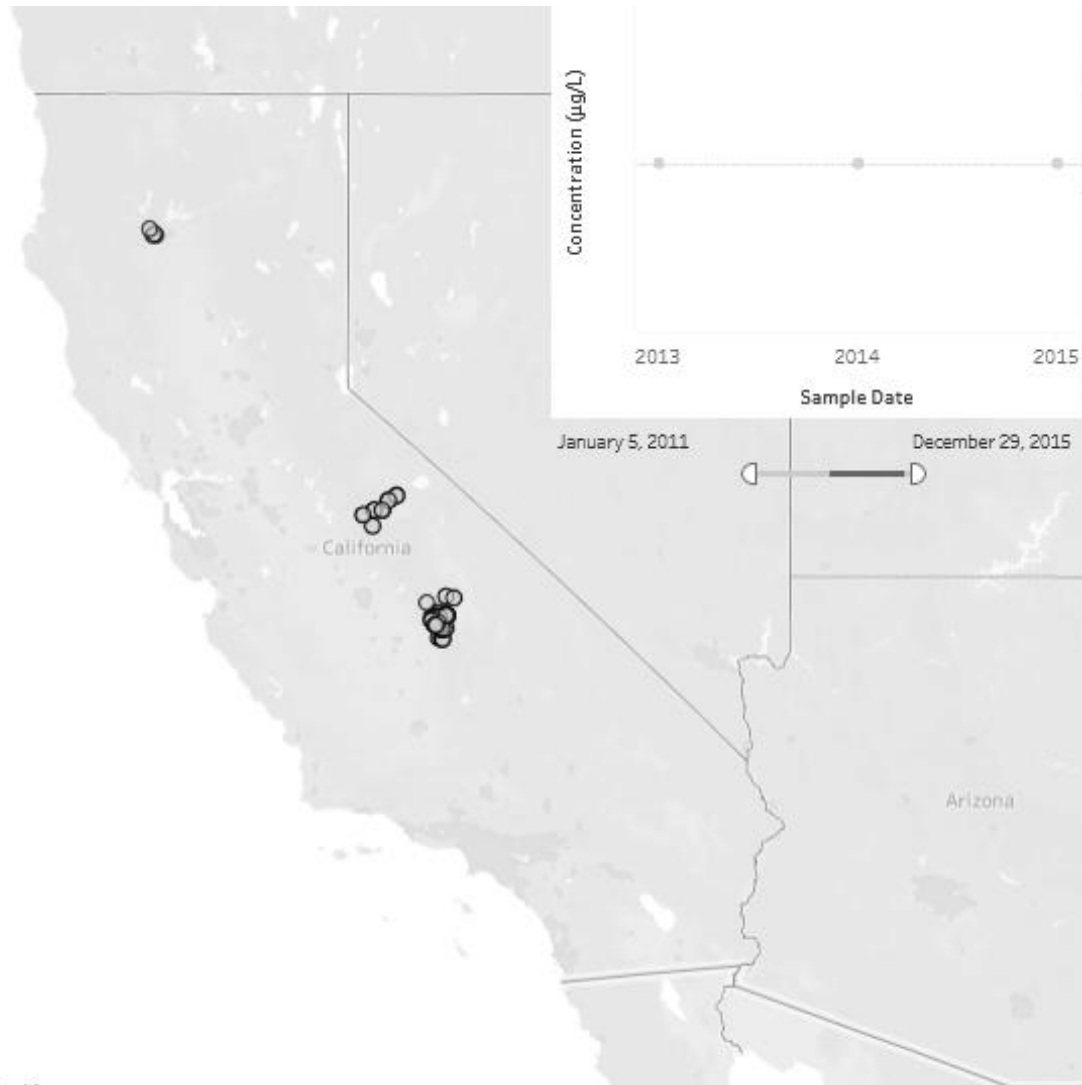 Concentration (µg/L)
2013 2014 2015
Sample Date
January 5, 2011 December 29, 2015
California
Arizona